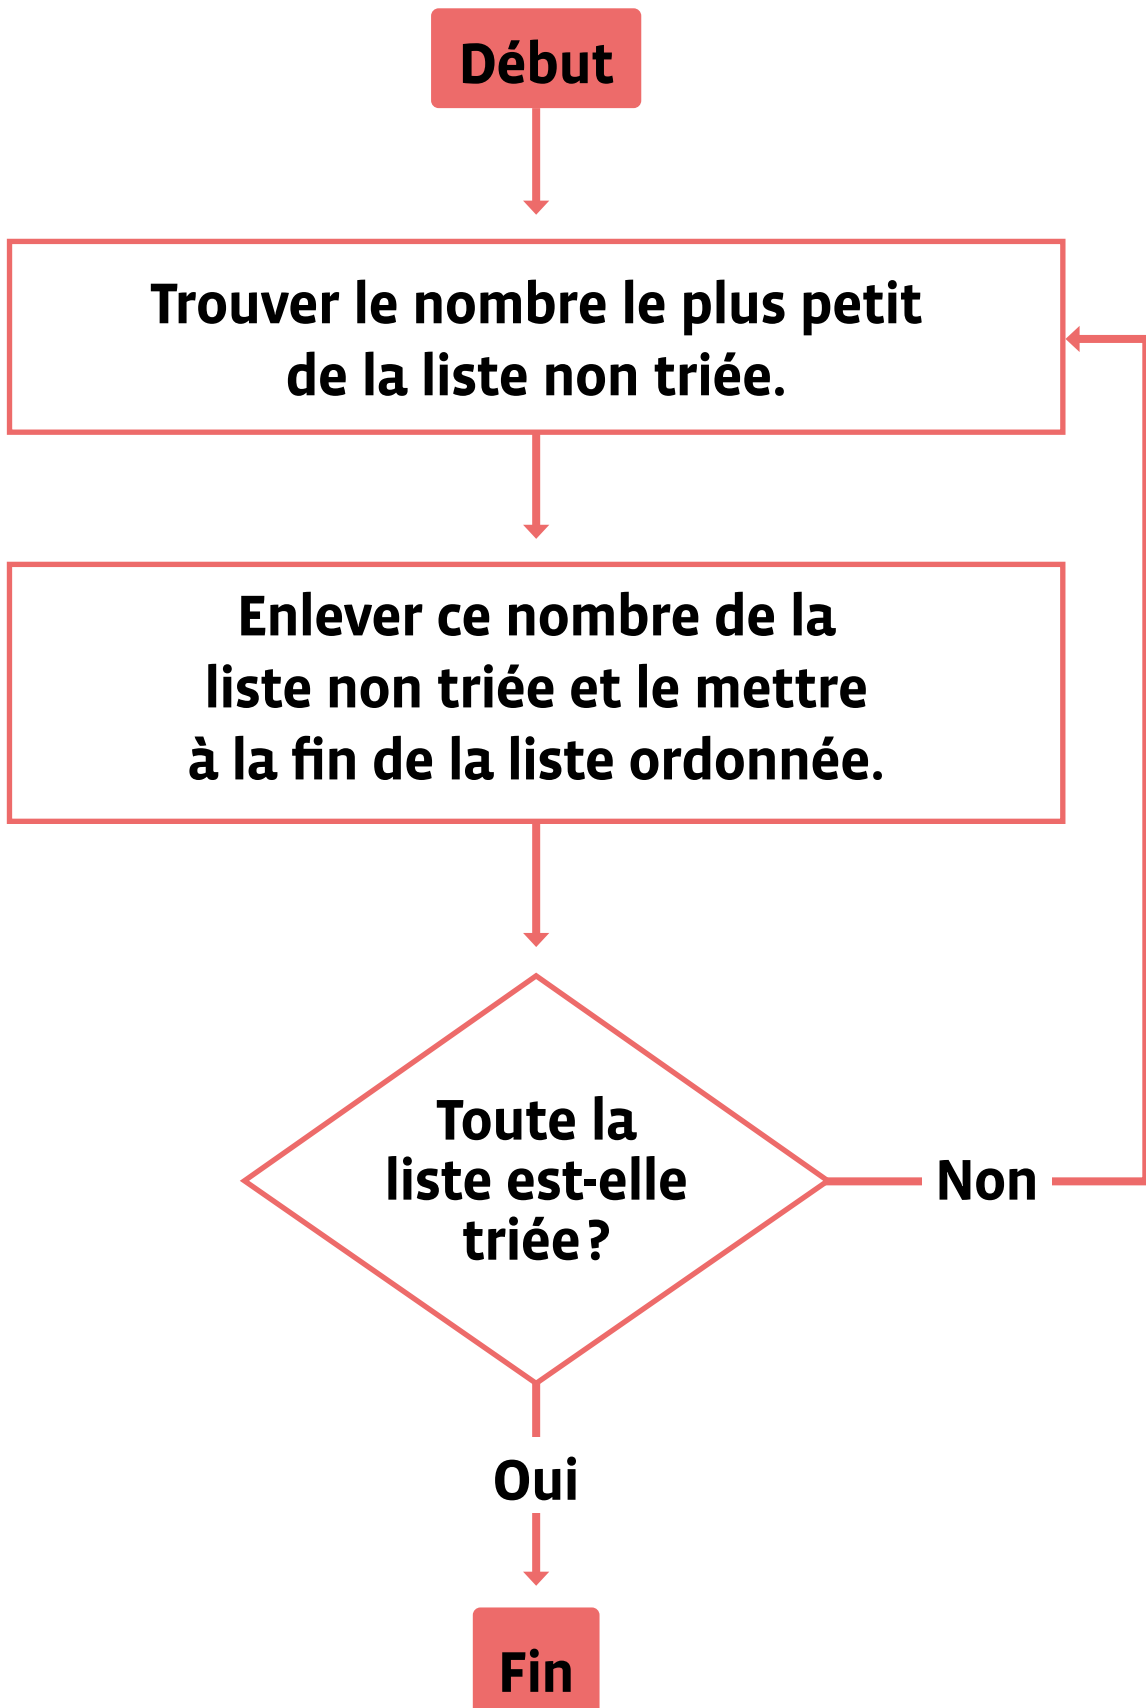 Début
Trouver le nombre le plus petit
de la liste non triée.
Enlever ce nombre de la
liste non triée et le mettre
à la fin de la liste ordonnée.
Toute la
liste est-elle
triée ?
Non
Oui
Fin